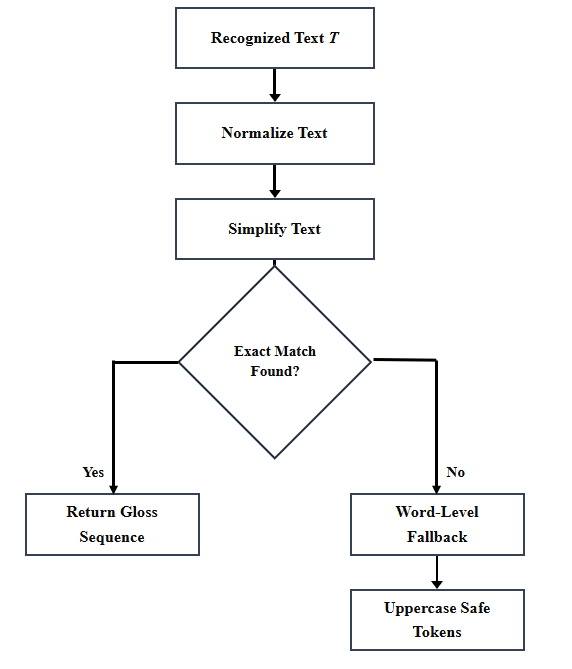 Recognized Text T
Normalize Text
Simplify Text
Exact Match
Found?
Yes
No
Return Gloss
Sequence
Word-Level
Fallback
Uppercase Safe
Tokens